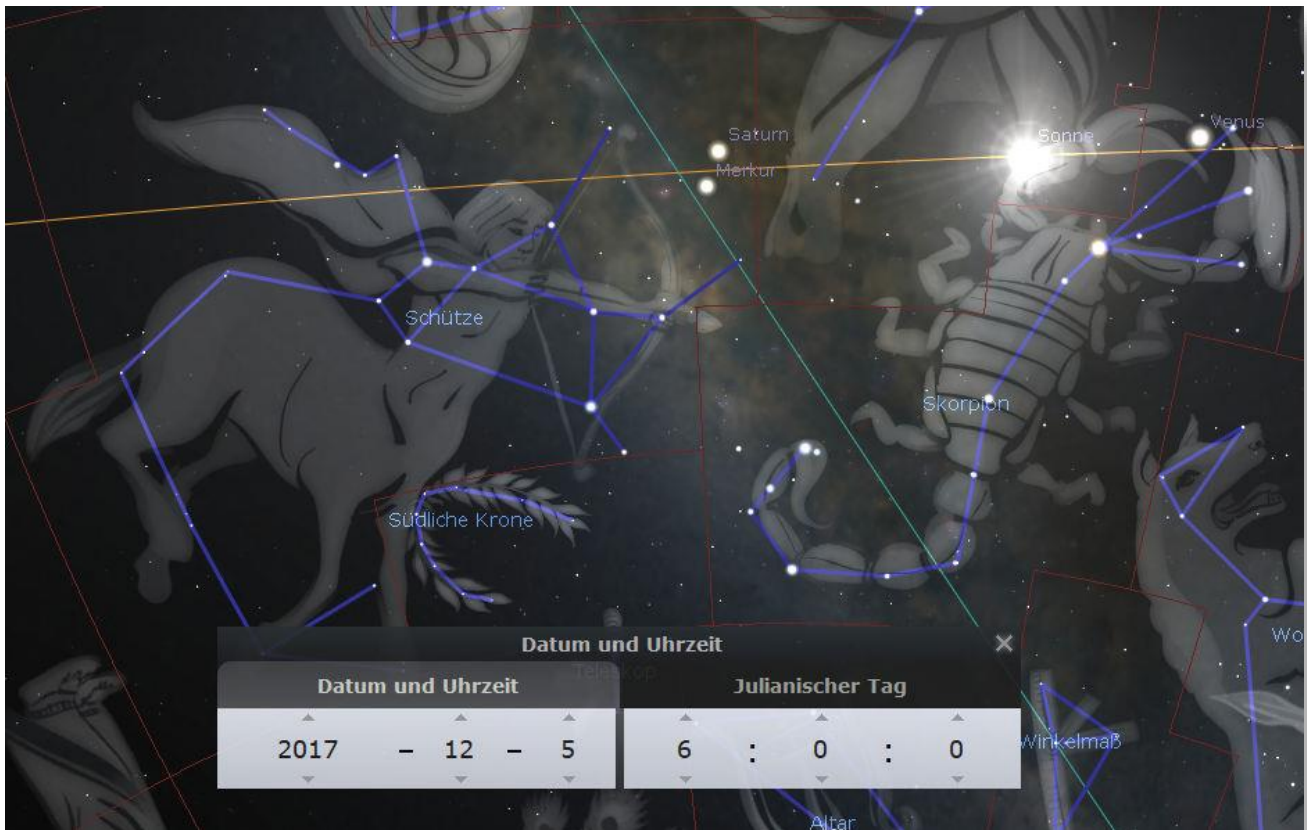 Saturn
Sonne
Venus
Merkur
Schütze
Skorpion
Südliche Krone
Wo
Datum und Uhrzeit
×
Teleskop
Datum und Uhrzeit
Julianischer Tag
2017 – 12 – 5 6 : 0 : 0
Winkelmaß
Altar